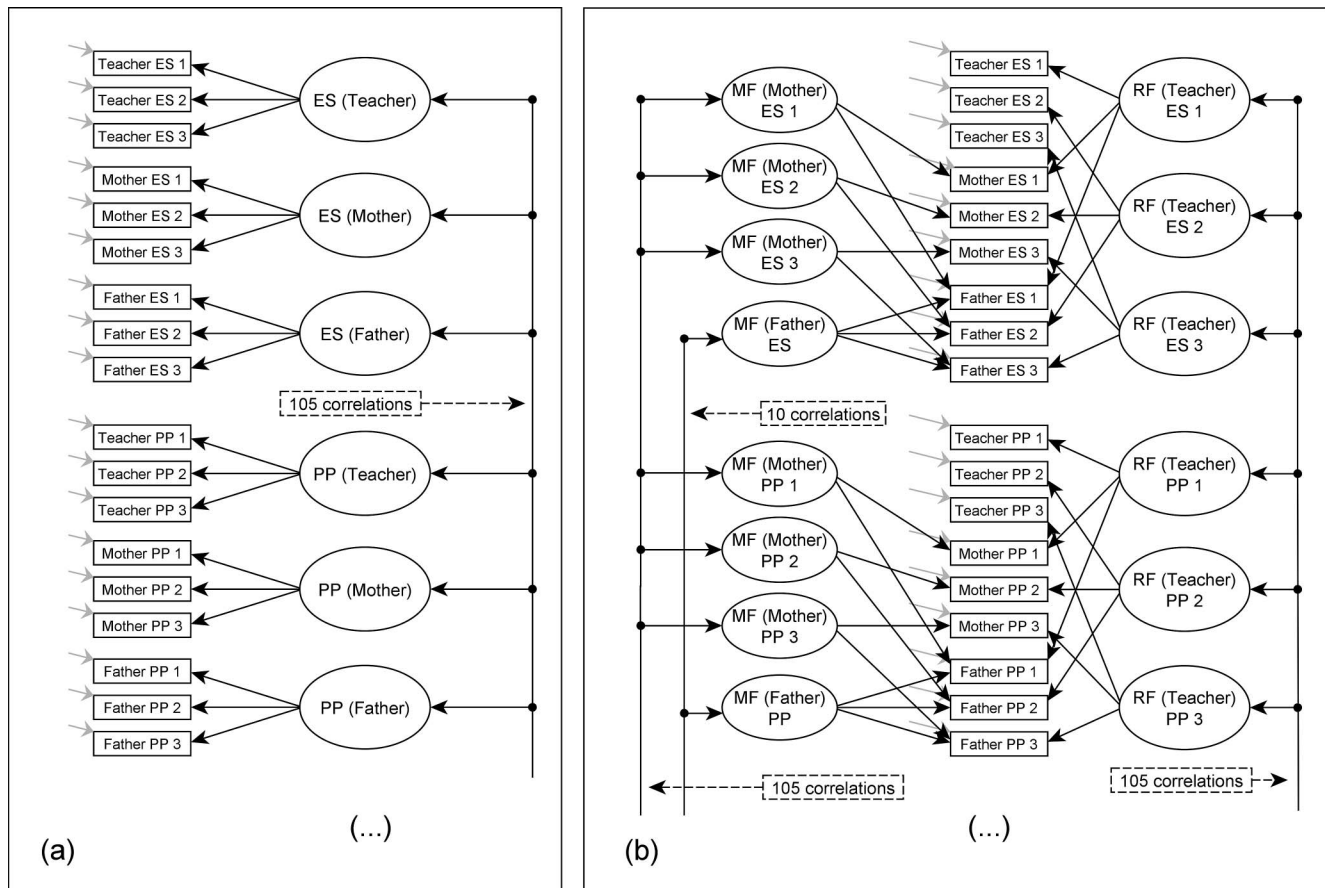 Teacher ES 1
Teacher ES 2
Teacher ES 3
ES (Teacher)
Mother ES 1
Mother ES 2
Mother ES 3
ES (Mother)
Father ES 1
Father ES 2
Father ES 3
ES (Father)
105 correlations
Teacher PP 1
Teacher PP 2
Teacher PP 3
PP (Teacher)
Mother PP 1
Mother PP 2
Mother PP 3
PP (Mother)
Father PP 1
Father PP 2
Father PP 3
PP (Father)
(...)
(a)
MF (Mother)
ES 1
MF (Mother)
ES 2
MF (Mother)
ES 3
MF (Father)
ES
Teacher ES 1
Teacher ES 2
Teacher ES 3
Mother ES 1
Mother ES 2
Mother ES 3
Father ES 1
Father ES 2
Father ES 3
RF (Teacher)
ES 1
RF (Teacher)
ES 2
RF (Teacher)
ES 3
10 correlations
MF (Mother)
PP 1
MF (Mother)
PP 2
MF (Mother)
PP 3
MF (Father)
PP
Teacher PP 1
Teacher PP 2
Teacher PP 3
Mother PP 1
Mother PP 2
Mother PP 3
Father PP 1
Father PP 2
Father PP 3
RF (Teacher)
PP 1
RF (Teacher)
PP 2
RF (Teacher)
PP 3
105 correlations
105 correlations
(...)
(b)